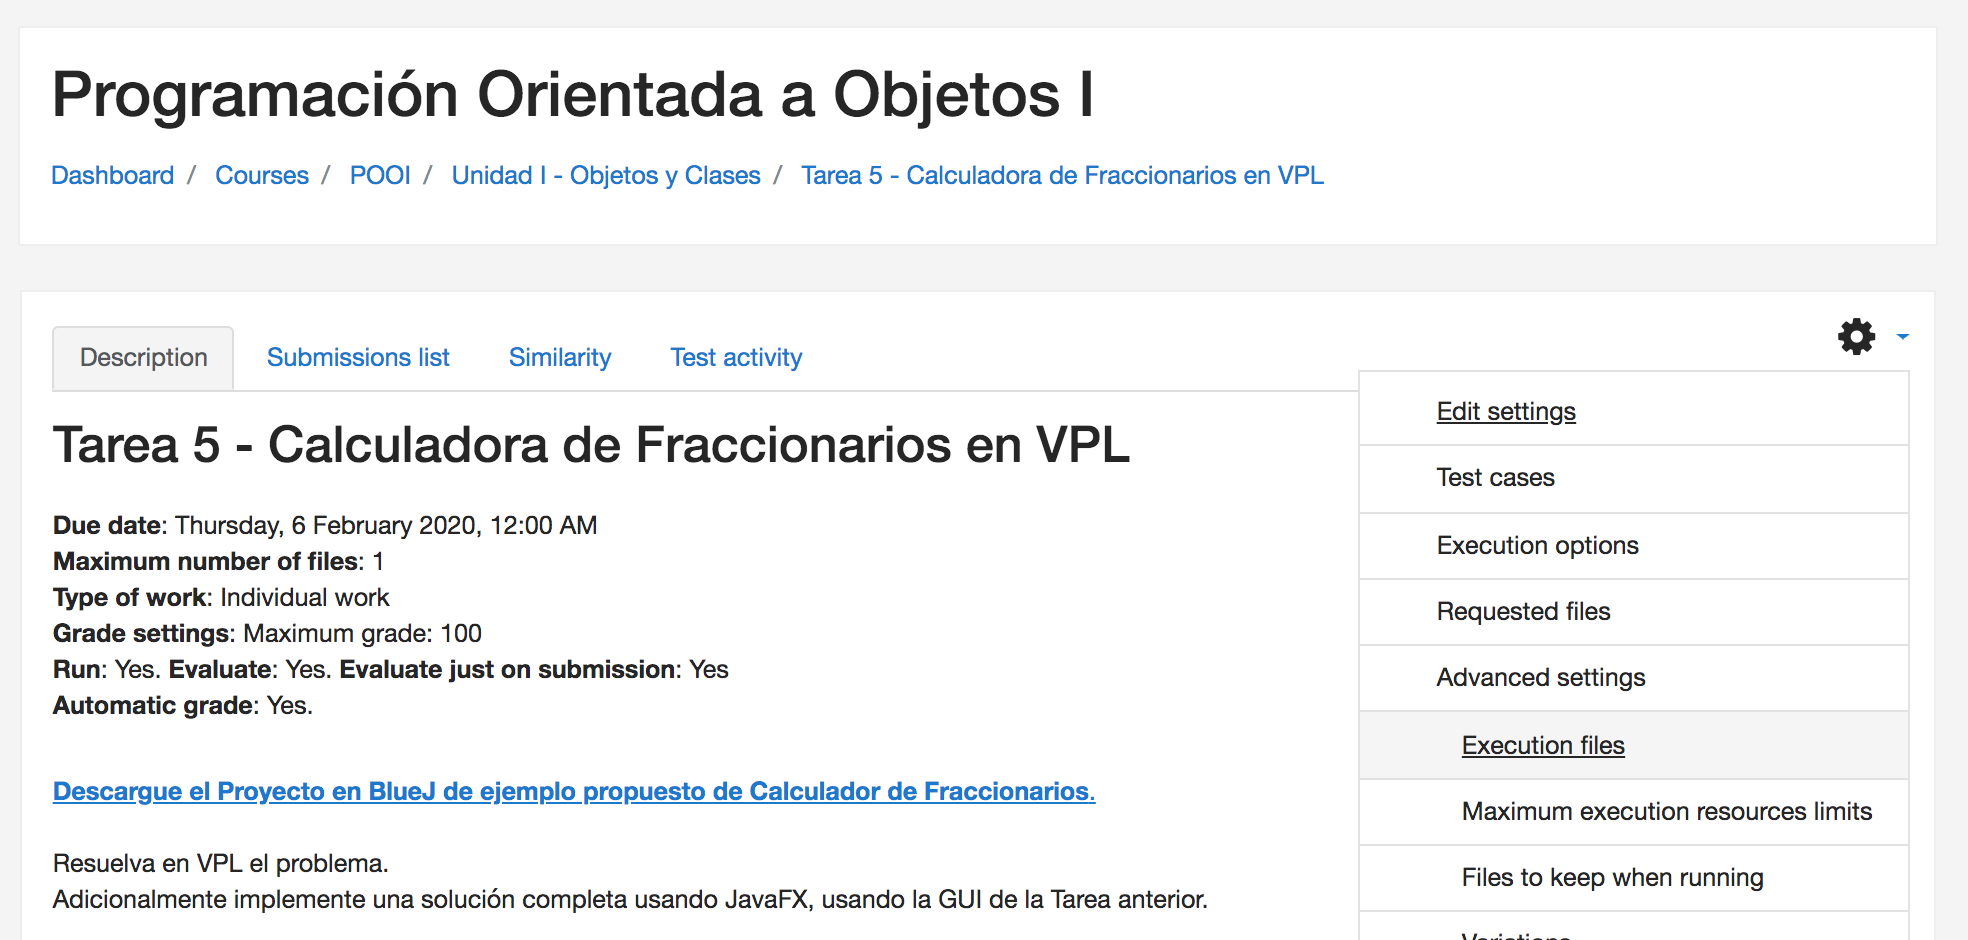 Programación Orientada a Objetos I
Dashboard / Courses / POOI / Unidad I - Objetos y Clases / Tarea 5 - Calculadora de Fraccionarios en VPL
Description Submissions list Similarity Test activity
Tarea 5 - Calculadora de Fraccionarios en VPL
Due date: Thursday, 6 February 2020, 12:00 AM
Maximum number of files: 1
Type of work: Individual work
Grade settings: Maximum grade: 100
Run: Yes. Evaluate: Yes. Evaluate just on submission: Yes
Automatic grade: Yes.
Descargue el Proyecto en BlueJ de ejemplo propuesto de Calculador de Fraccionarios.
Resuelva en VPL el problema.
Adicionalmente implemente una solución completa usando JavaFX, usando la GUI de la Tarea anterior.
Edit settings
Test cases
Execution options
Requested files
Advanced settings
Execution files
Maximum execution resources limits
Files to keep when running
Variations